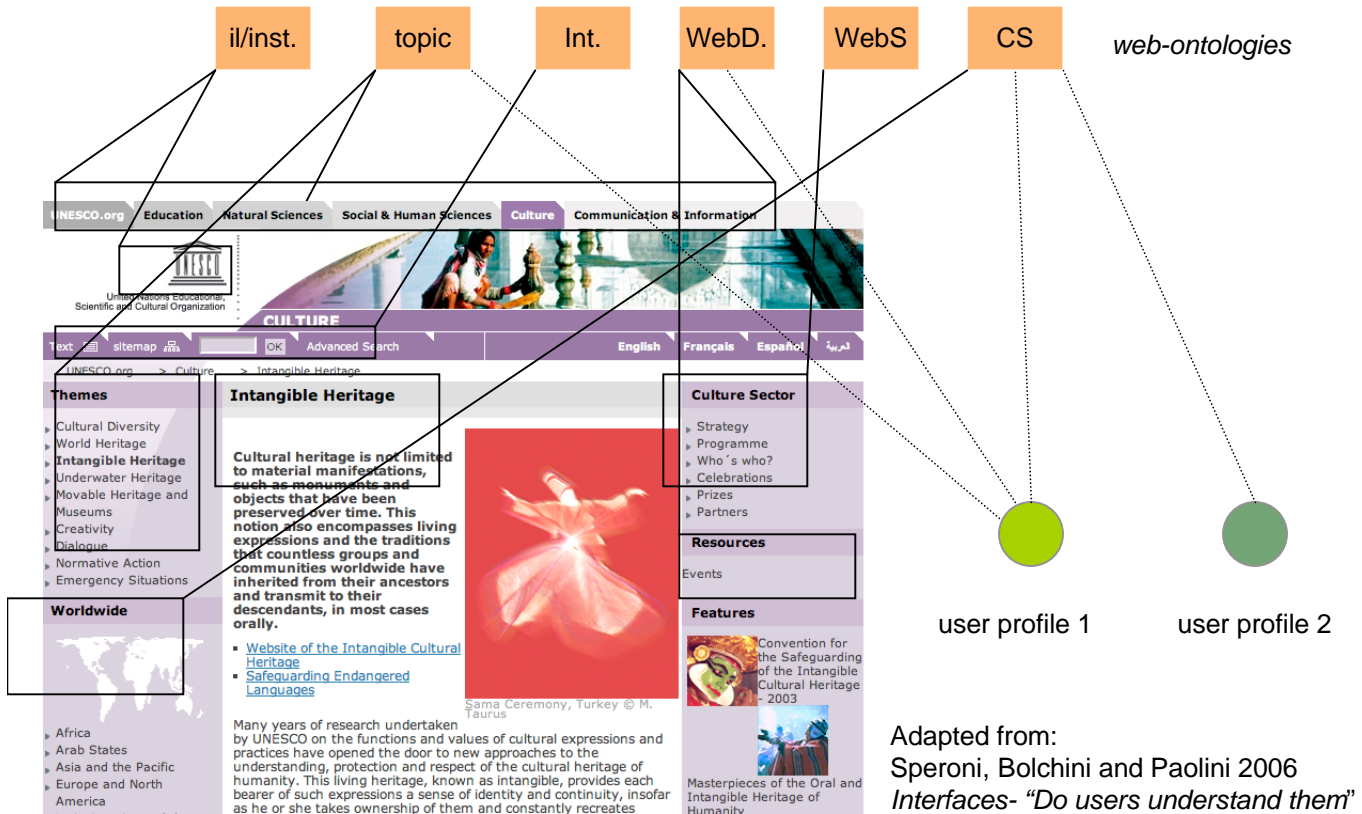 il/inst.
topic
Int.
WebD.
WebS
CS
web-ontologies
UNESCO.org
Education
Natural Sciences
Social & Human Sciences
Culture
Communication & Information
UNESCO
United Nations Educational,
Scientific and Cultural Organization
CULTURE
Text
sitemap
OK
Advanced Search
English
Français
Español
العربية
UNESCO.org > Culture > Intangible Heritage
Themes
Cultural Diversity
World Heritage
Intangible Heritage
Underwater Heritage
Movable Heritage and
Museums
Creativity
Dialogue
Normative Action
Emergency Situations
Worldwide
Africa
Arab States
Asia and the Pacific
Europe and North
America
Intangible Heritage
Cultural heritage is not limited
to material manifestations,
such as monuments and
objects that have been
preserved over time. This
notion also encompasses living
expressions and the traditions
that countless groups and
communities worldwide have
inherited from their ancestors
and transmit to their
descendants, in most cases
orally.
Website of the Intangible Cultural
Heritage
Safeguarding Endangered
Languages
Sama Ceremony, Turkey © M.
Taurus
Many years of research undertaken
by UNESCO on the functions and values of cultural expressions and
practices have opened the door to new approaches to the
understanding, protection and respect of the cultural heritage of
humanity. This living heritage, known as intangible, provides each
bearer of such expressions a sense of identity and continuity, insofar
as he or she takes ownership of them and constantly recreates
Culture Sector
Strategy
Programme
Who´s who?
Celebrations
Prizes
Partners
Resources
Events
Features
Convention for
the Safeguarding
of the Intangible
Cultural Heritage
- 2003
Masterpieces of the Oral and
Intangible Heritage of
Humanity
user profile 1
user profile 2
Adapted from:
Speroni, Bolchini and Paolini 2006
Interfaces- “Do users understand them”